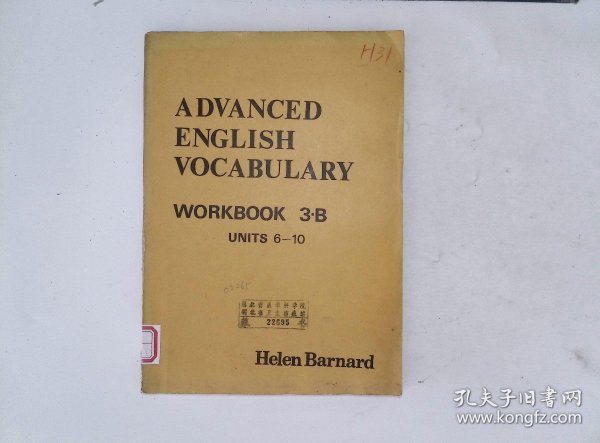 H31
ADVANCED
ENGLISH
VOCABULARY
WORKBOOK 3·B
UNITS 6–10
22695
Helen Barnard
孔夫子旧书网
www.kongfz.com